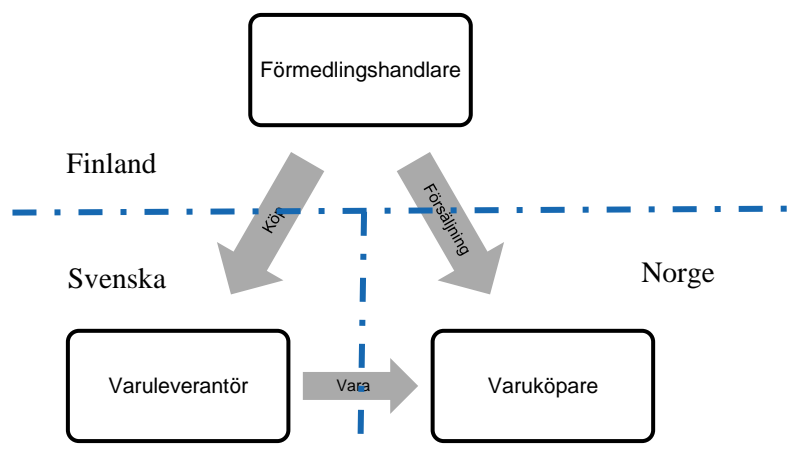 Förmedlingshandlare
Finland
Köp
Försäljning
Svenska
Norge
Varuleverantör
Vara
Varuköpare